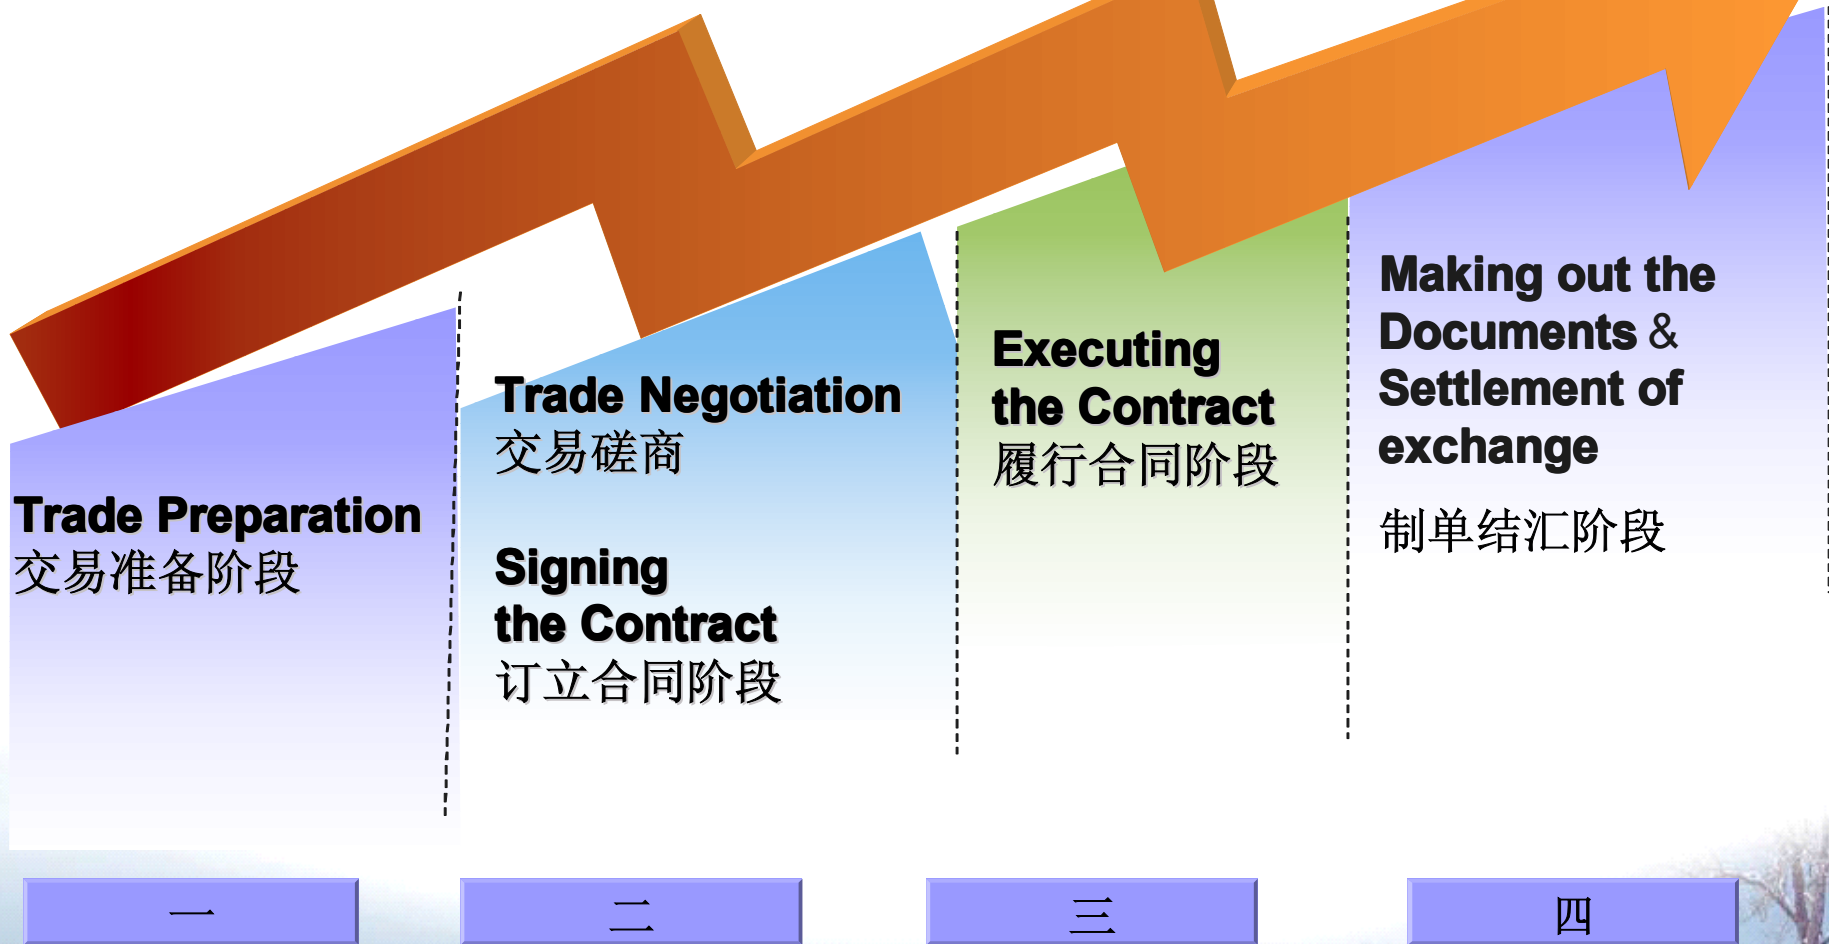 Trade Preparation
交易准备阶段
Trade Negotiation
交易磋商
Signing
the Contract
订立合同阶段
Executing
the Contract
履行合同阶段
Making out the
Documents &
Settlement of
exchange
制单结汇阶段
一
二
三
四